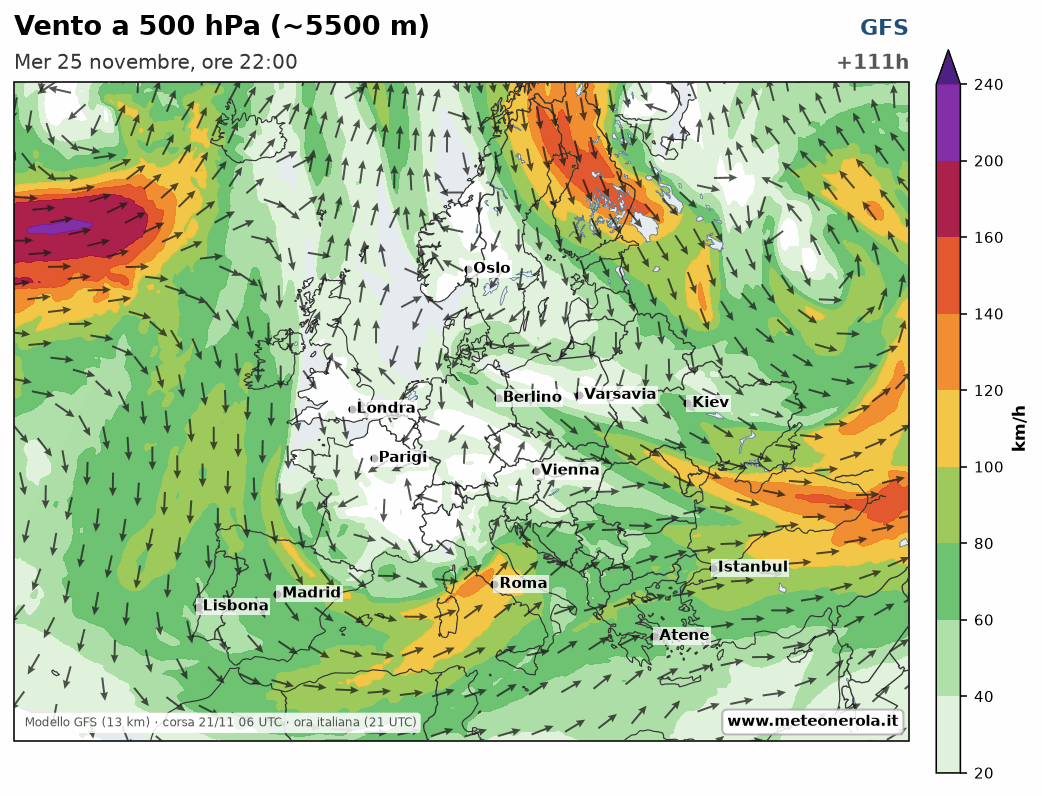 Vento a 500 hPa (~5500 m)
GFS
Mer 25 novembre, ore 22:00
+111h
240
200
160
140
120
100
80
60
40
20
km/h
Oslo
Berlino
Varsavia
Kiev
Londra
Parigi
Vienna
Istanbul
Roma
Madrid
Lisbona
Atene
Modello GFS (13 km) · corsa 21/11 06 UTC · ora italiana (21 UTC)
www.meteonerola.it